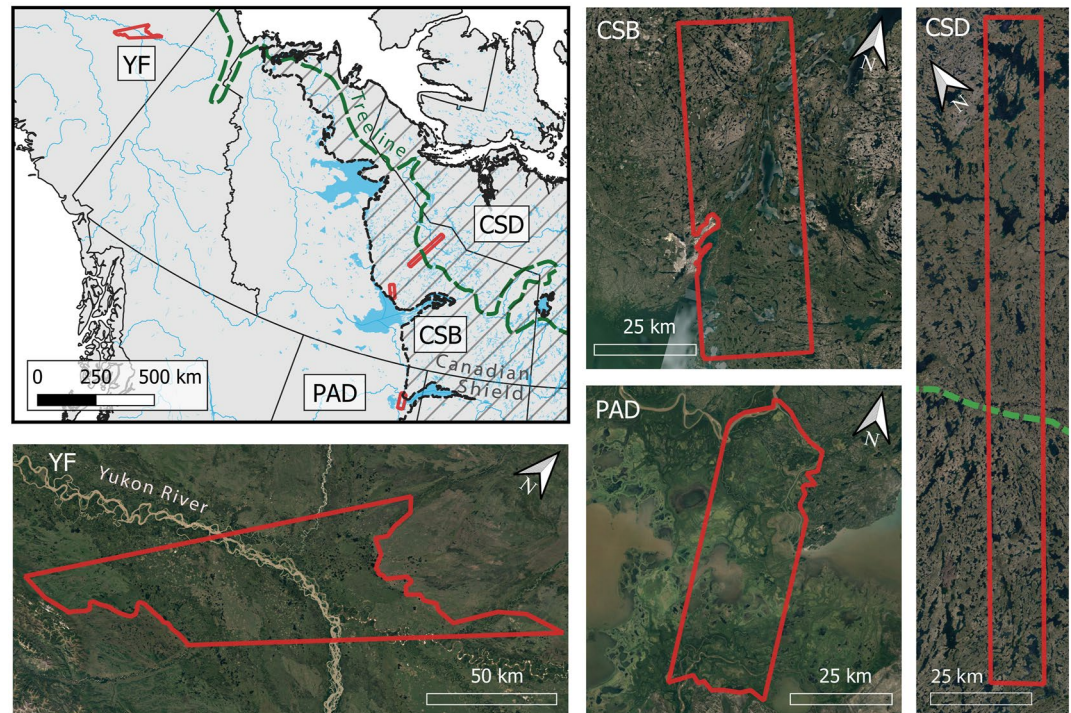 YF
Treeline
CSD
CSB
Canadian
Shield
PAD
0 250 500 km
CSB
N
25 km
CSD
N
25 km
YF
Yukon River
N
50 km
PAD
N
25 km